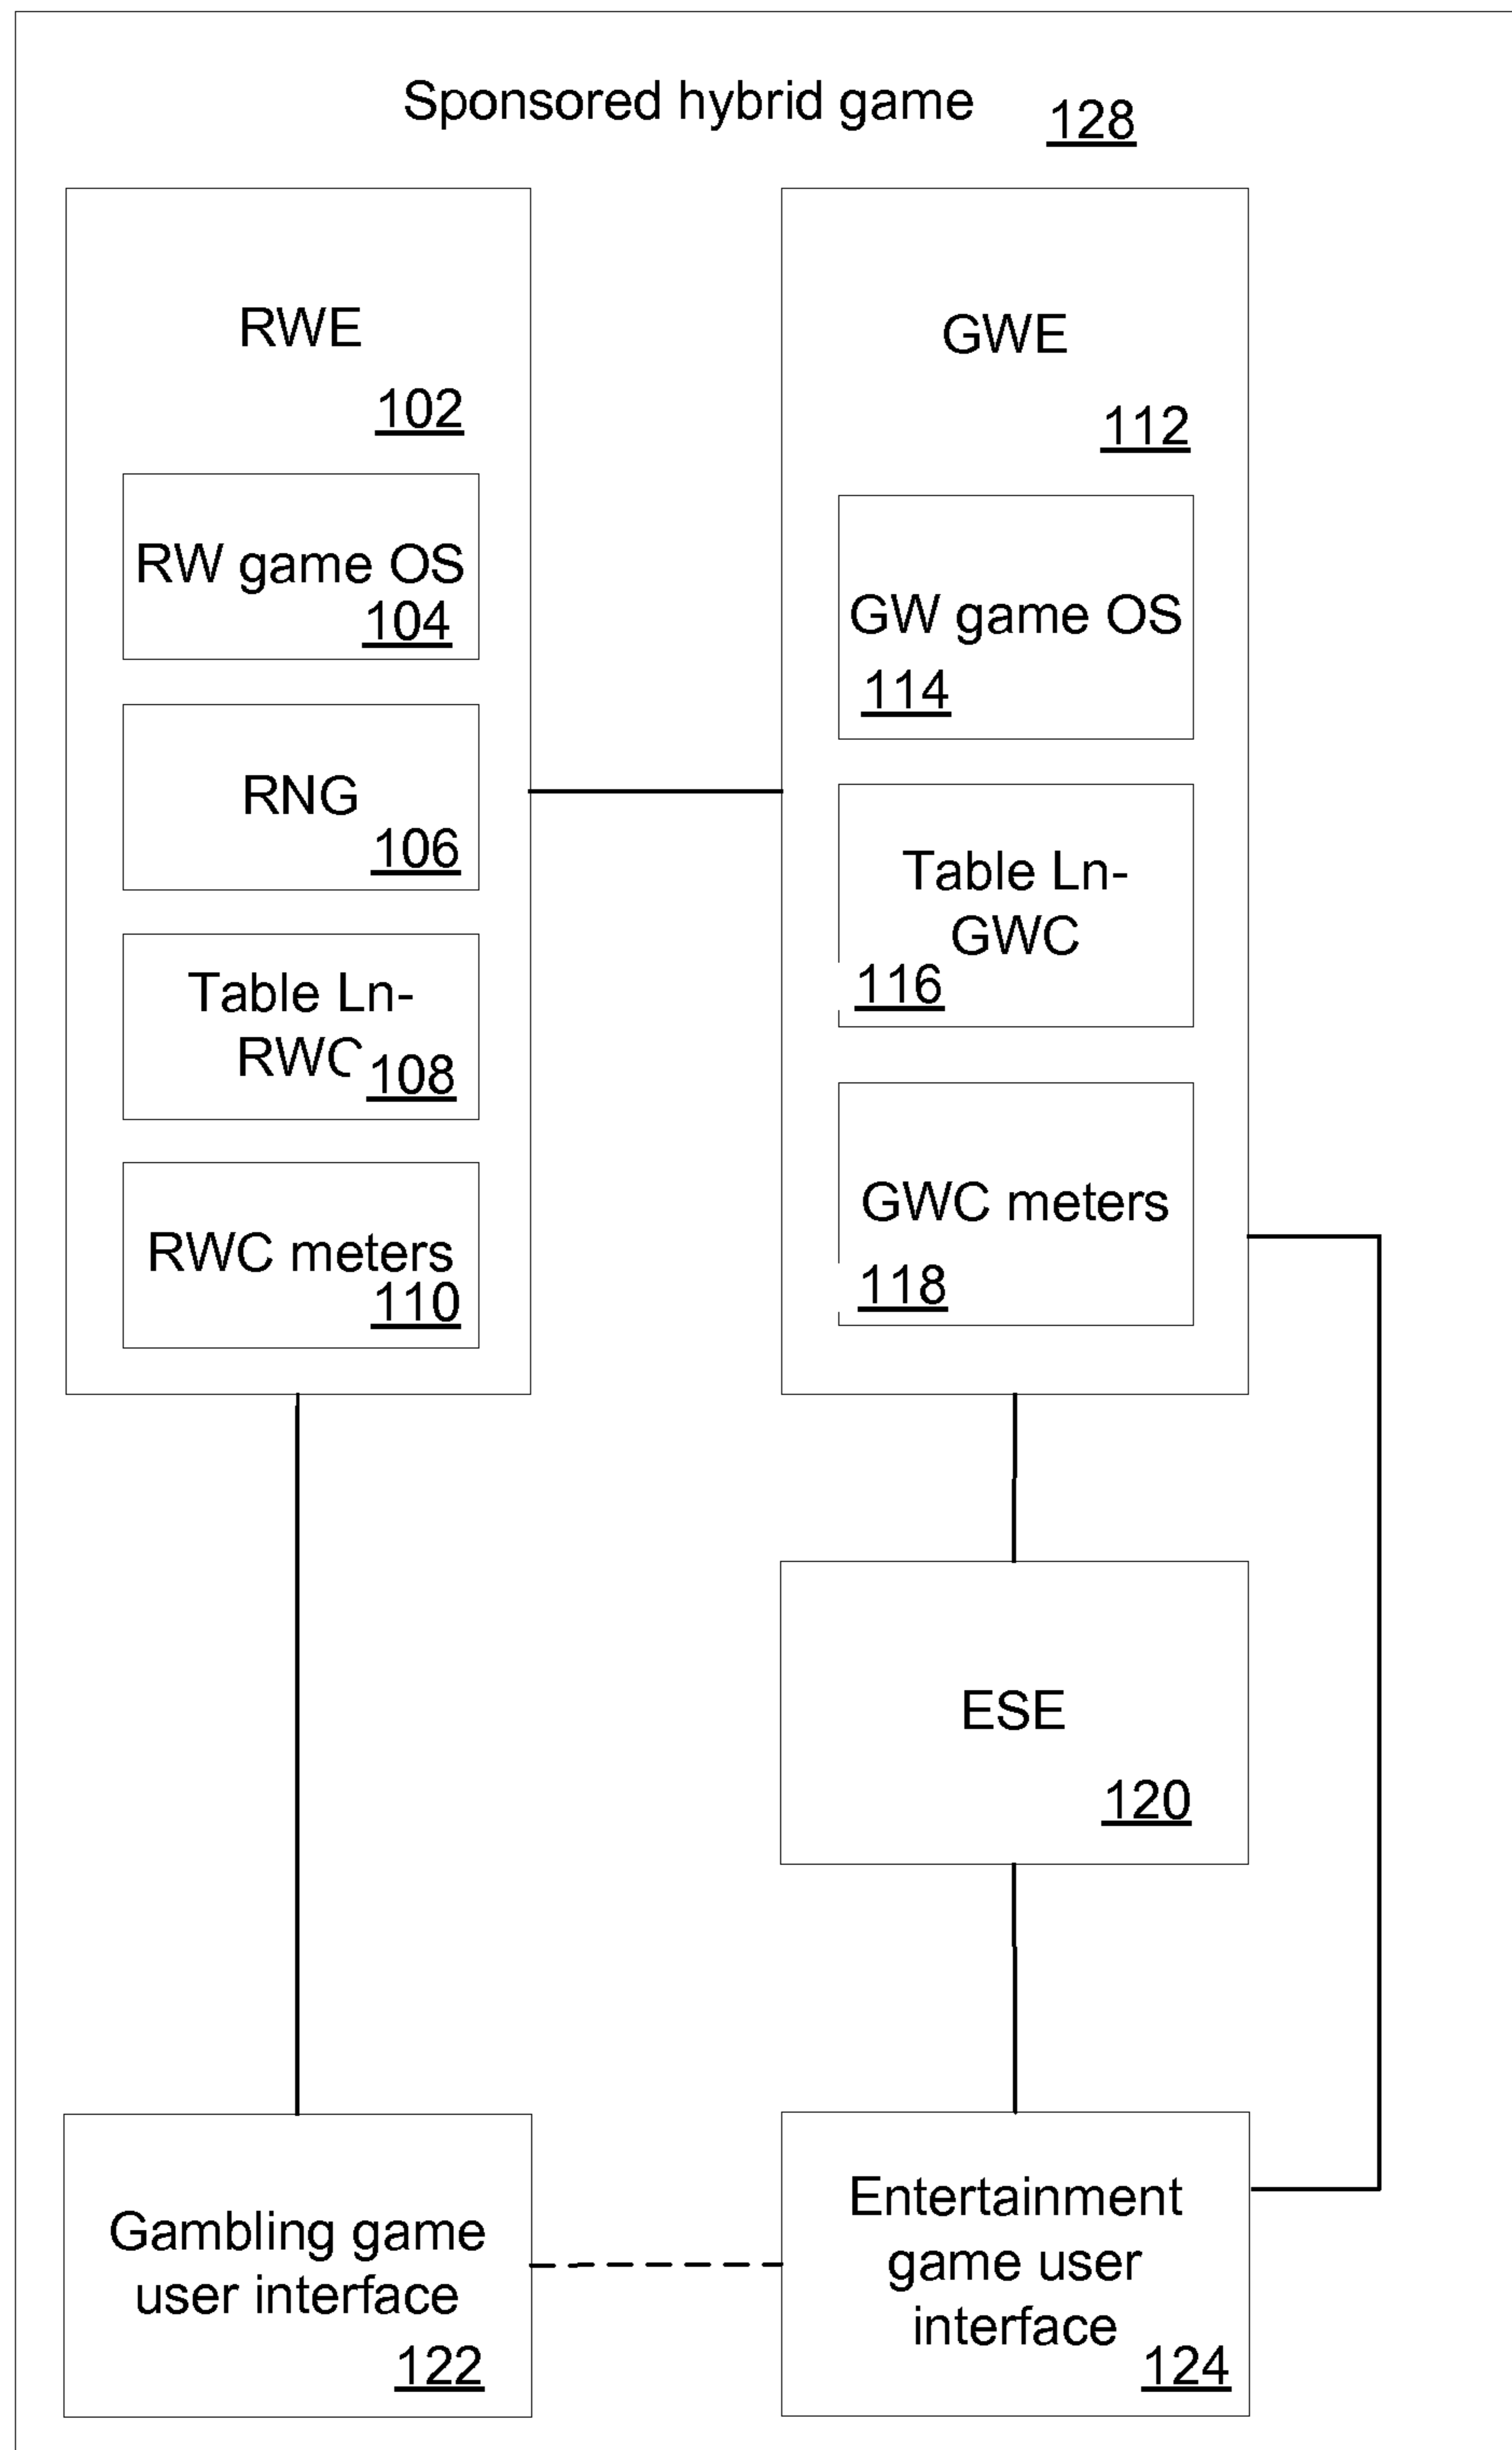 Sponsored hybrid game
128
RWE
102
RW game OS
104
RNG
106
Table Ln-
RWC
108
RWC meters
110
GWE
112
GW game OS
114
Table Ln-
GWC
116
GWC meters
118
ESE
120
Gambling game
user interface
122
Entertainment
game user
interface
124